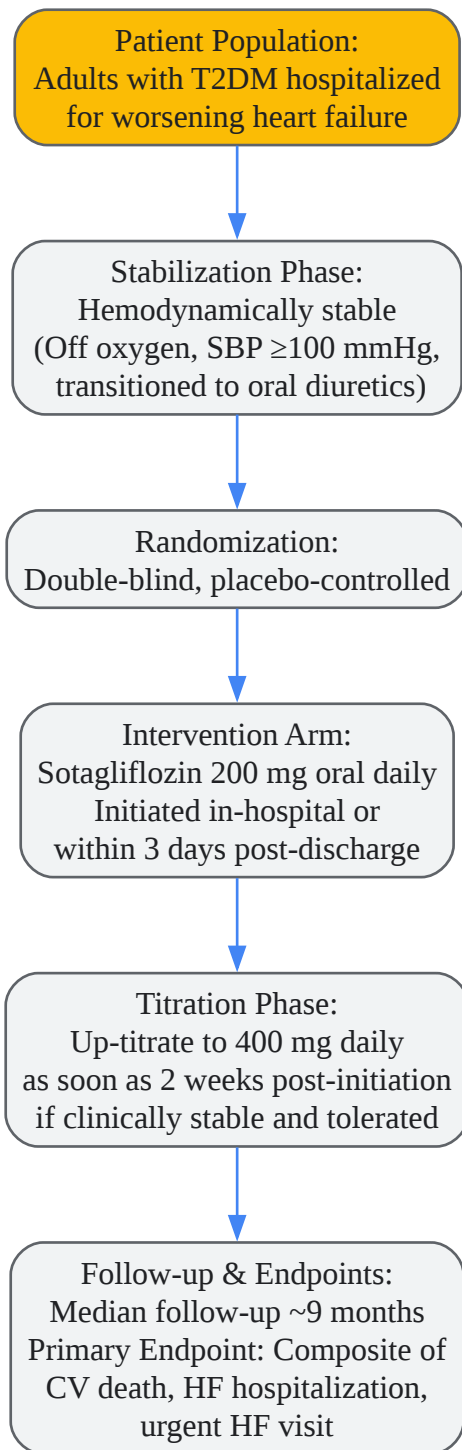 Patient Population:
Adults with T2DM hospitalized
for worsening heart failure
Stabilization Phase:
Hemodynamically stable
(Off oxygen, SBP ≥100 mmHg,
transitioned to oral diuretics)
Randomization:
Double-blind, placebo-controlled
Intervention Arm:
Sotagliflozin 200 mg oral daily
Initiated in-hospital or
within 3 days post-discharge
Titration Phase:
Up-titrate to 400 mg daily
as soon as 2 weeks post-initiation
if clinically stable and tolerated
Follow-up & Endpoints:
Median follow-up ~9 months
Primary Endpoint: Composite of
CV death, HF hospitalization,
urgent HF visit